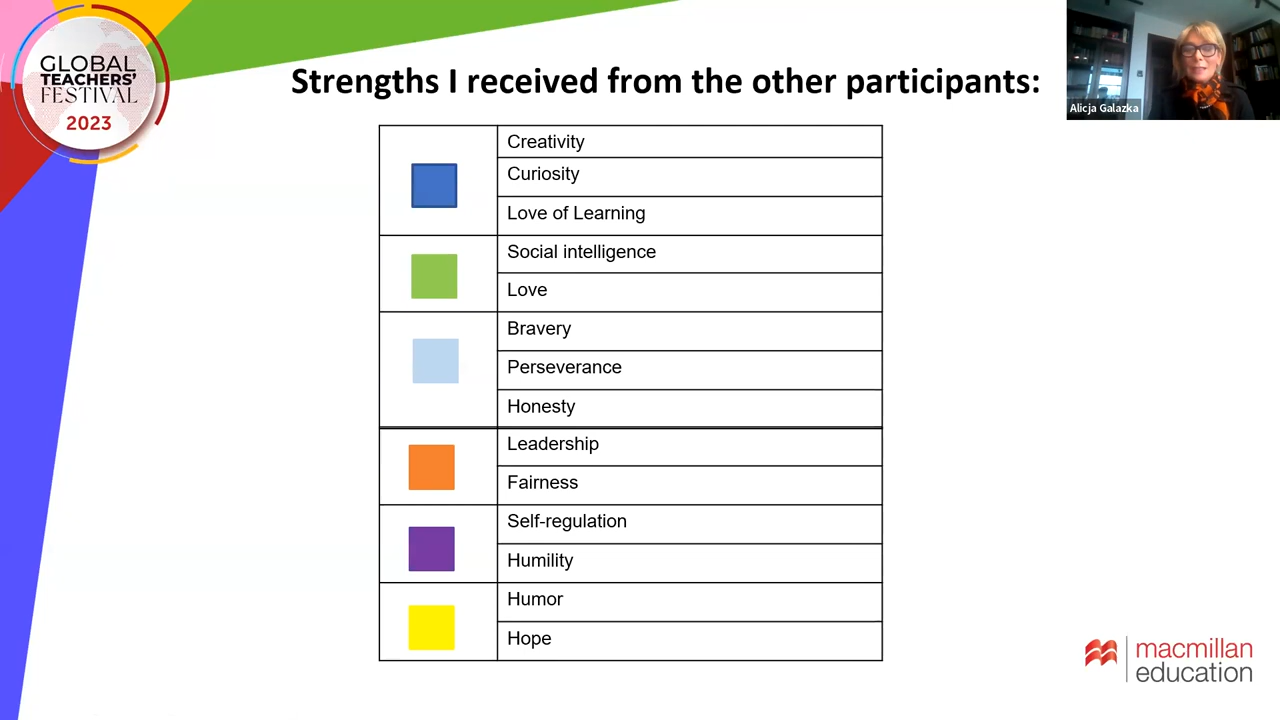 GLOBAL
TEACHERS'
FESTIVAL
2023
Strengths I received from the other participants:
Alicja Galazka
Creativity
Curiosity
Love of Learning
Social intelligence
Love
Bravery
Perseverance
Honesty
Leadership
Fairness
Self-regulation
Humility
Humor
Hope
macmillan
education